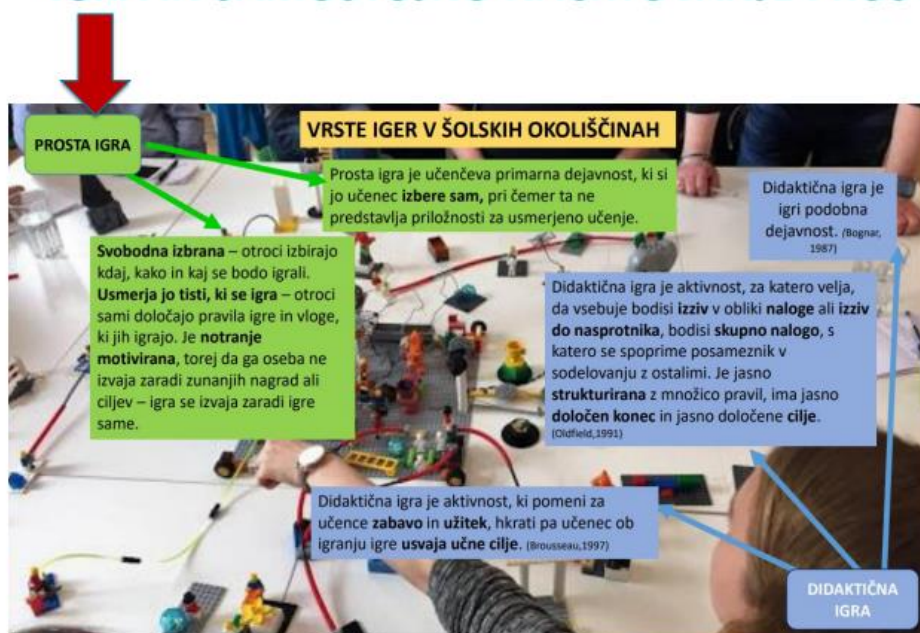 PROSTA IGRA
VRSTE IGER V ŠOLSKIH OKOLIŠČINAH
Prosta igra je učenčeva primarna dejavnost, ki si
jo učenec izbere sam, pri čemer ta ne
predstavlja priložnosti za usmerjeno učenje.
Didaktična igra je
igri podobna
dejavnost. (Bognar,
1987)
Svobodna izbrana – otroci izbirajo
kdaj, kako in kaj se bodo igrali.
Usmerja jo tisti, ki se igra – otroci
sami določajo pravila igre in vloge,
ki jih igrajo. Je notranje
motivirana, torej da ga oseba ne
izvaja zaradi zunanjih nagrad ali
ciljev – igra se izvaja zaradi igre
same.
Didaktična igra je aktivnost, za katero velja,
da vsebuje bodisi izziv v obliki naloge ali izziv
do nasprotnika, bodisi skupno nalogo, s
katero se spoprime posameznik v
sodelovanju z ostalimi. Je jasno
strukturirana z množico pravil, ima jasno
določen konec in jasno določene cilje.
(Oldfield,1991)
Didaktična igra je aktivnost, ki pomeni za
učence zabavo in užitek, hkrati pa učenec ob
igranju igre usvaja učne cilje. (Brousseau,1997)
DIDAKTIČNA
IGRA